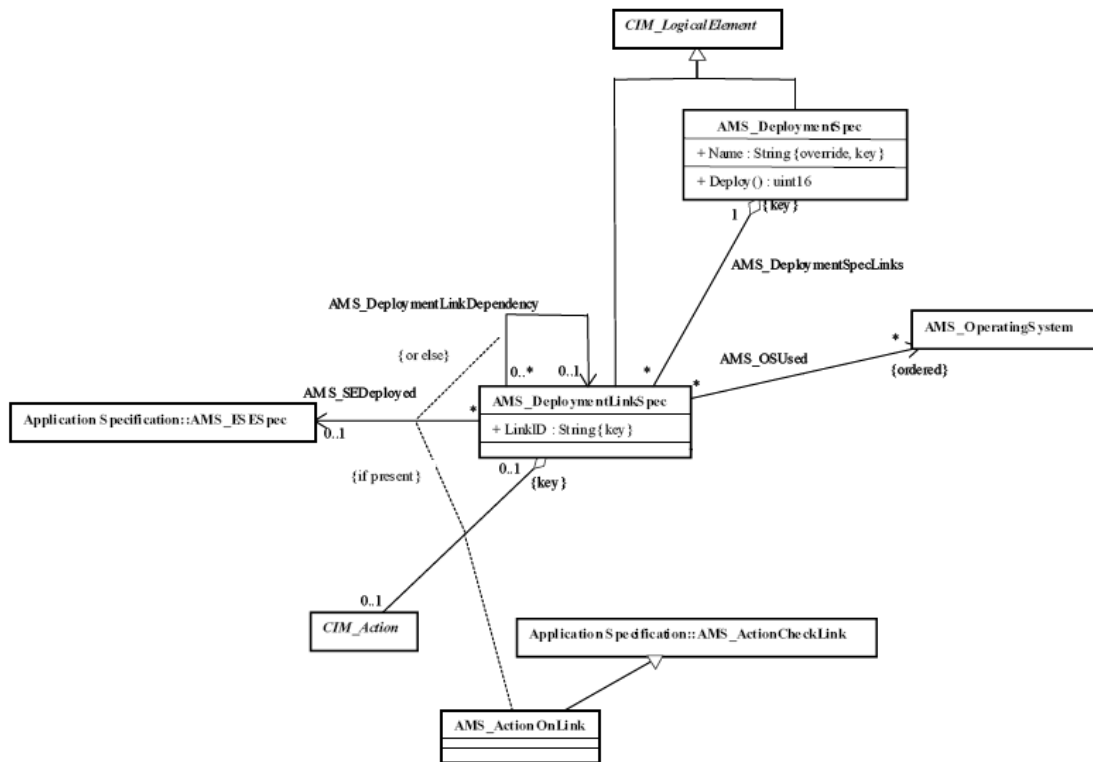 CIM_LogicalElement
AMS_DeploymentSpec
+ Name : String{override, key}
+ Deploy() : uint16
1
{key}
AMS_DeploymentSpecLinks
AMS_DeploymentLinkDependency
AMS_OperatingSystem
*
{or else}
AMS_OSUsed
{ordered}
0..*
0..1
*
*
AMS_SEDeployed
*
AMS_DeploymentLinkSpec
Application Specification::AMS_ESESpec
0..1
+ LinkID : String{key}
{if present}
0..1
{key}
0..1
CIM_Action
Application Specification::AMS_ActionCheckLink
AMS_ActionOnLink